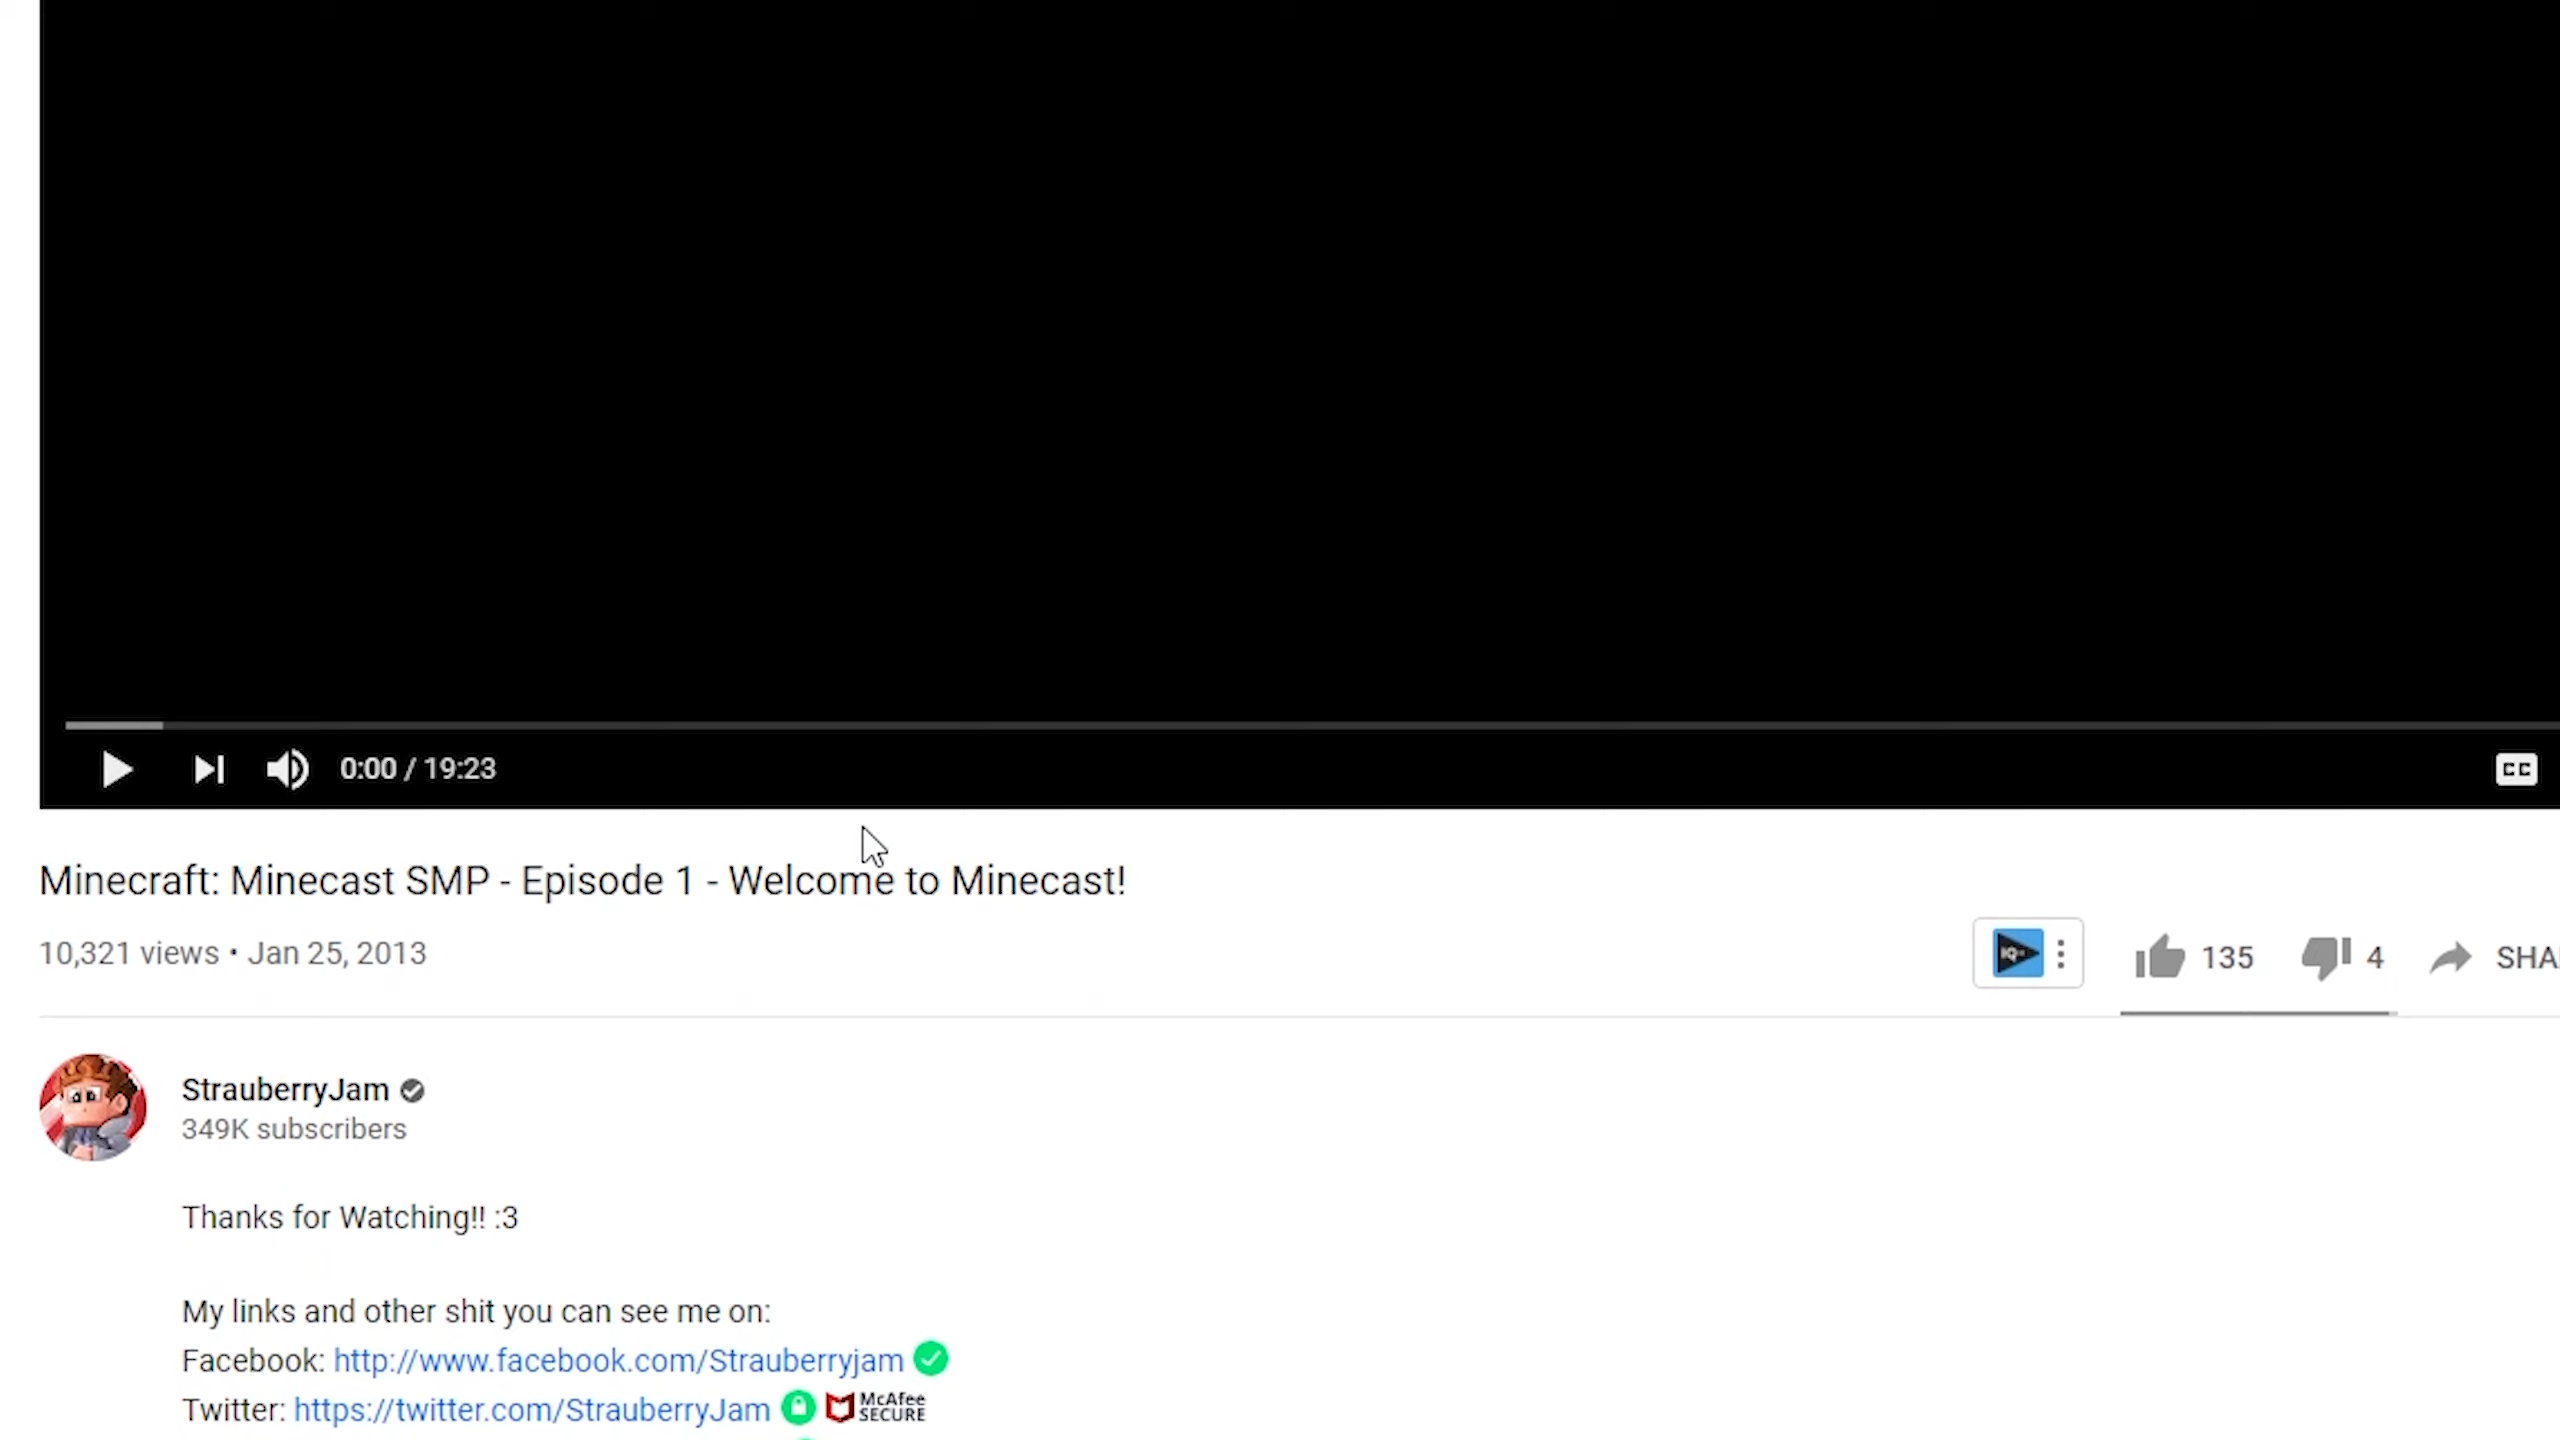 0:00 / 19:23
CC
Minecraft: Minecast SMP - Episode 1 - Welcome to Minecast!
10,321 views • Jan 25, 2013
135
4
SHA
StrauberryJam
349K subscribers
Thanks for Watching!! :3
My links and other shit you can see me on:
Facebook: http://www.facebook.com/Strauberryjam
Twitter: https://twitter.com/StrauberryJam McAfee SECURE